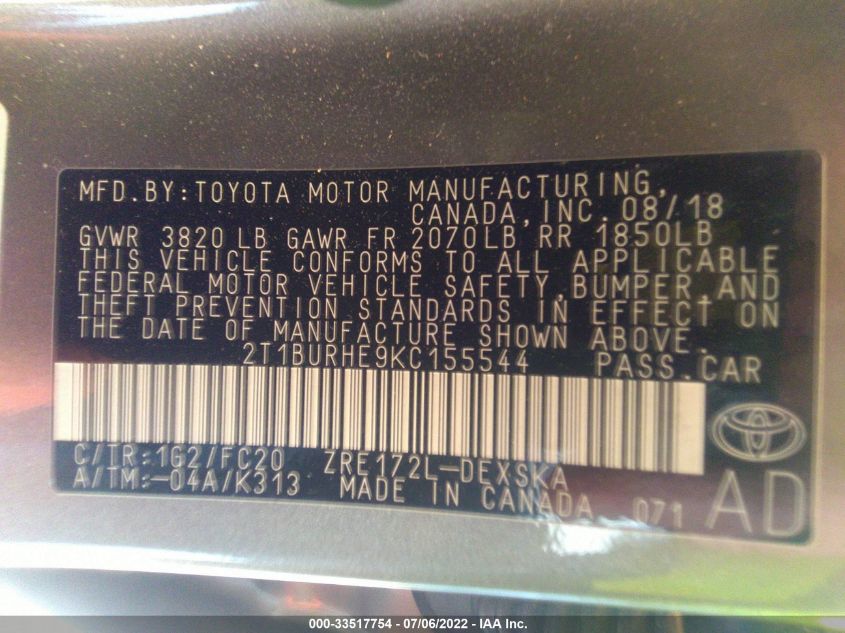 MFD.BY:TOYOTA MOTOR MANUFACTURING,
CANADA,INC. 08/18
GVWR 3820 LB GAWR FR 2070LB RR 1850LB
THIS VEHICLE CONFORMS TO ALL APPLICABLE
FEDERAL MOTOR VEHICLE SAFETY,BUMPER,AND
THEFT PREVENTION STANDARDS IN EFFECT ON
THE DATE OF MANUFACTURE SHOWN ABOVE.
2T1BURHE9KC155544 PASS.CAR
C/TR:1G2/FC20 ZRE172L-DEXSKA
A/TM:-04A/K313 MADE IN CANADA 071 AD
000-33517754 - 07/06/2022 - IAA Inc.